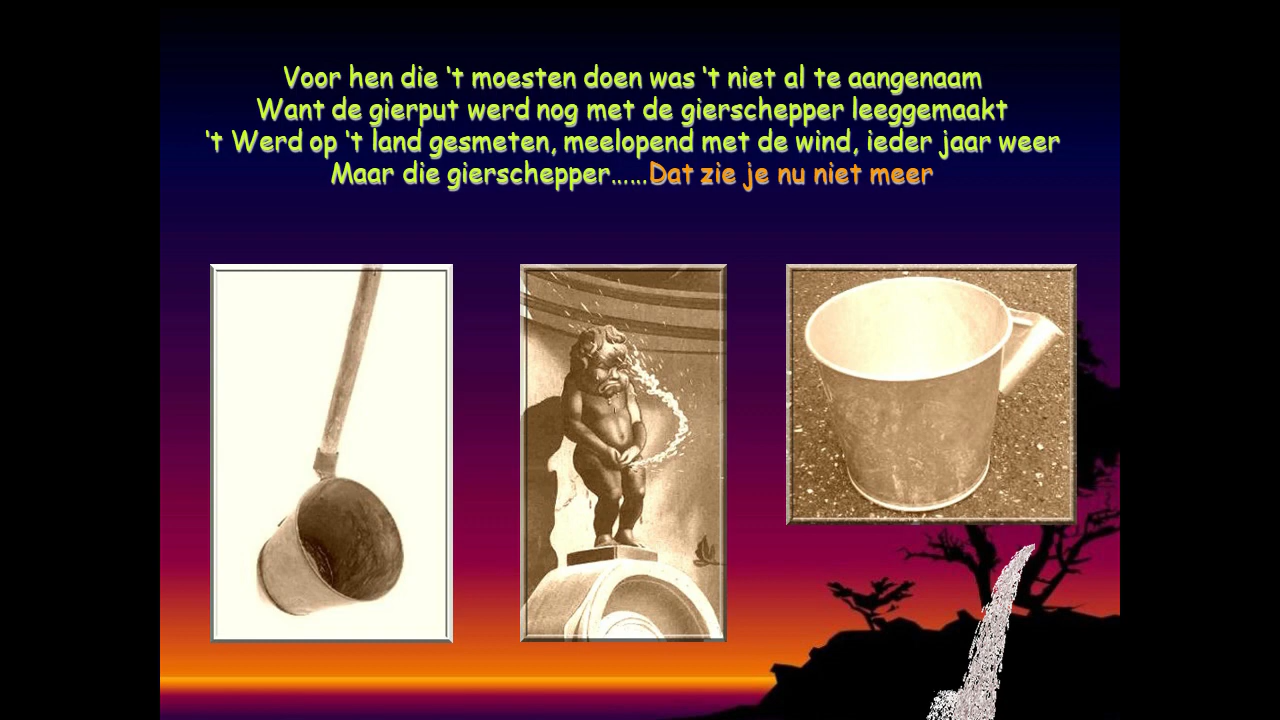 Voor hen die ‘t moesten doen was ‘t niet al te aangenaam
Want de gierput werd nog met de gierschepper leeggemaakt
‘t Werd op ‘t land gesmeten, meelopend met de wind, ieder jaar weer
Maar die gierschepper......Dat zie je nu niet meer